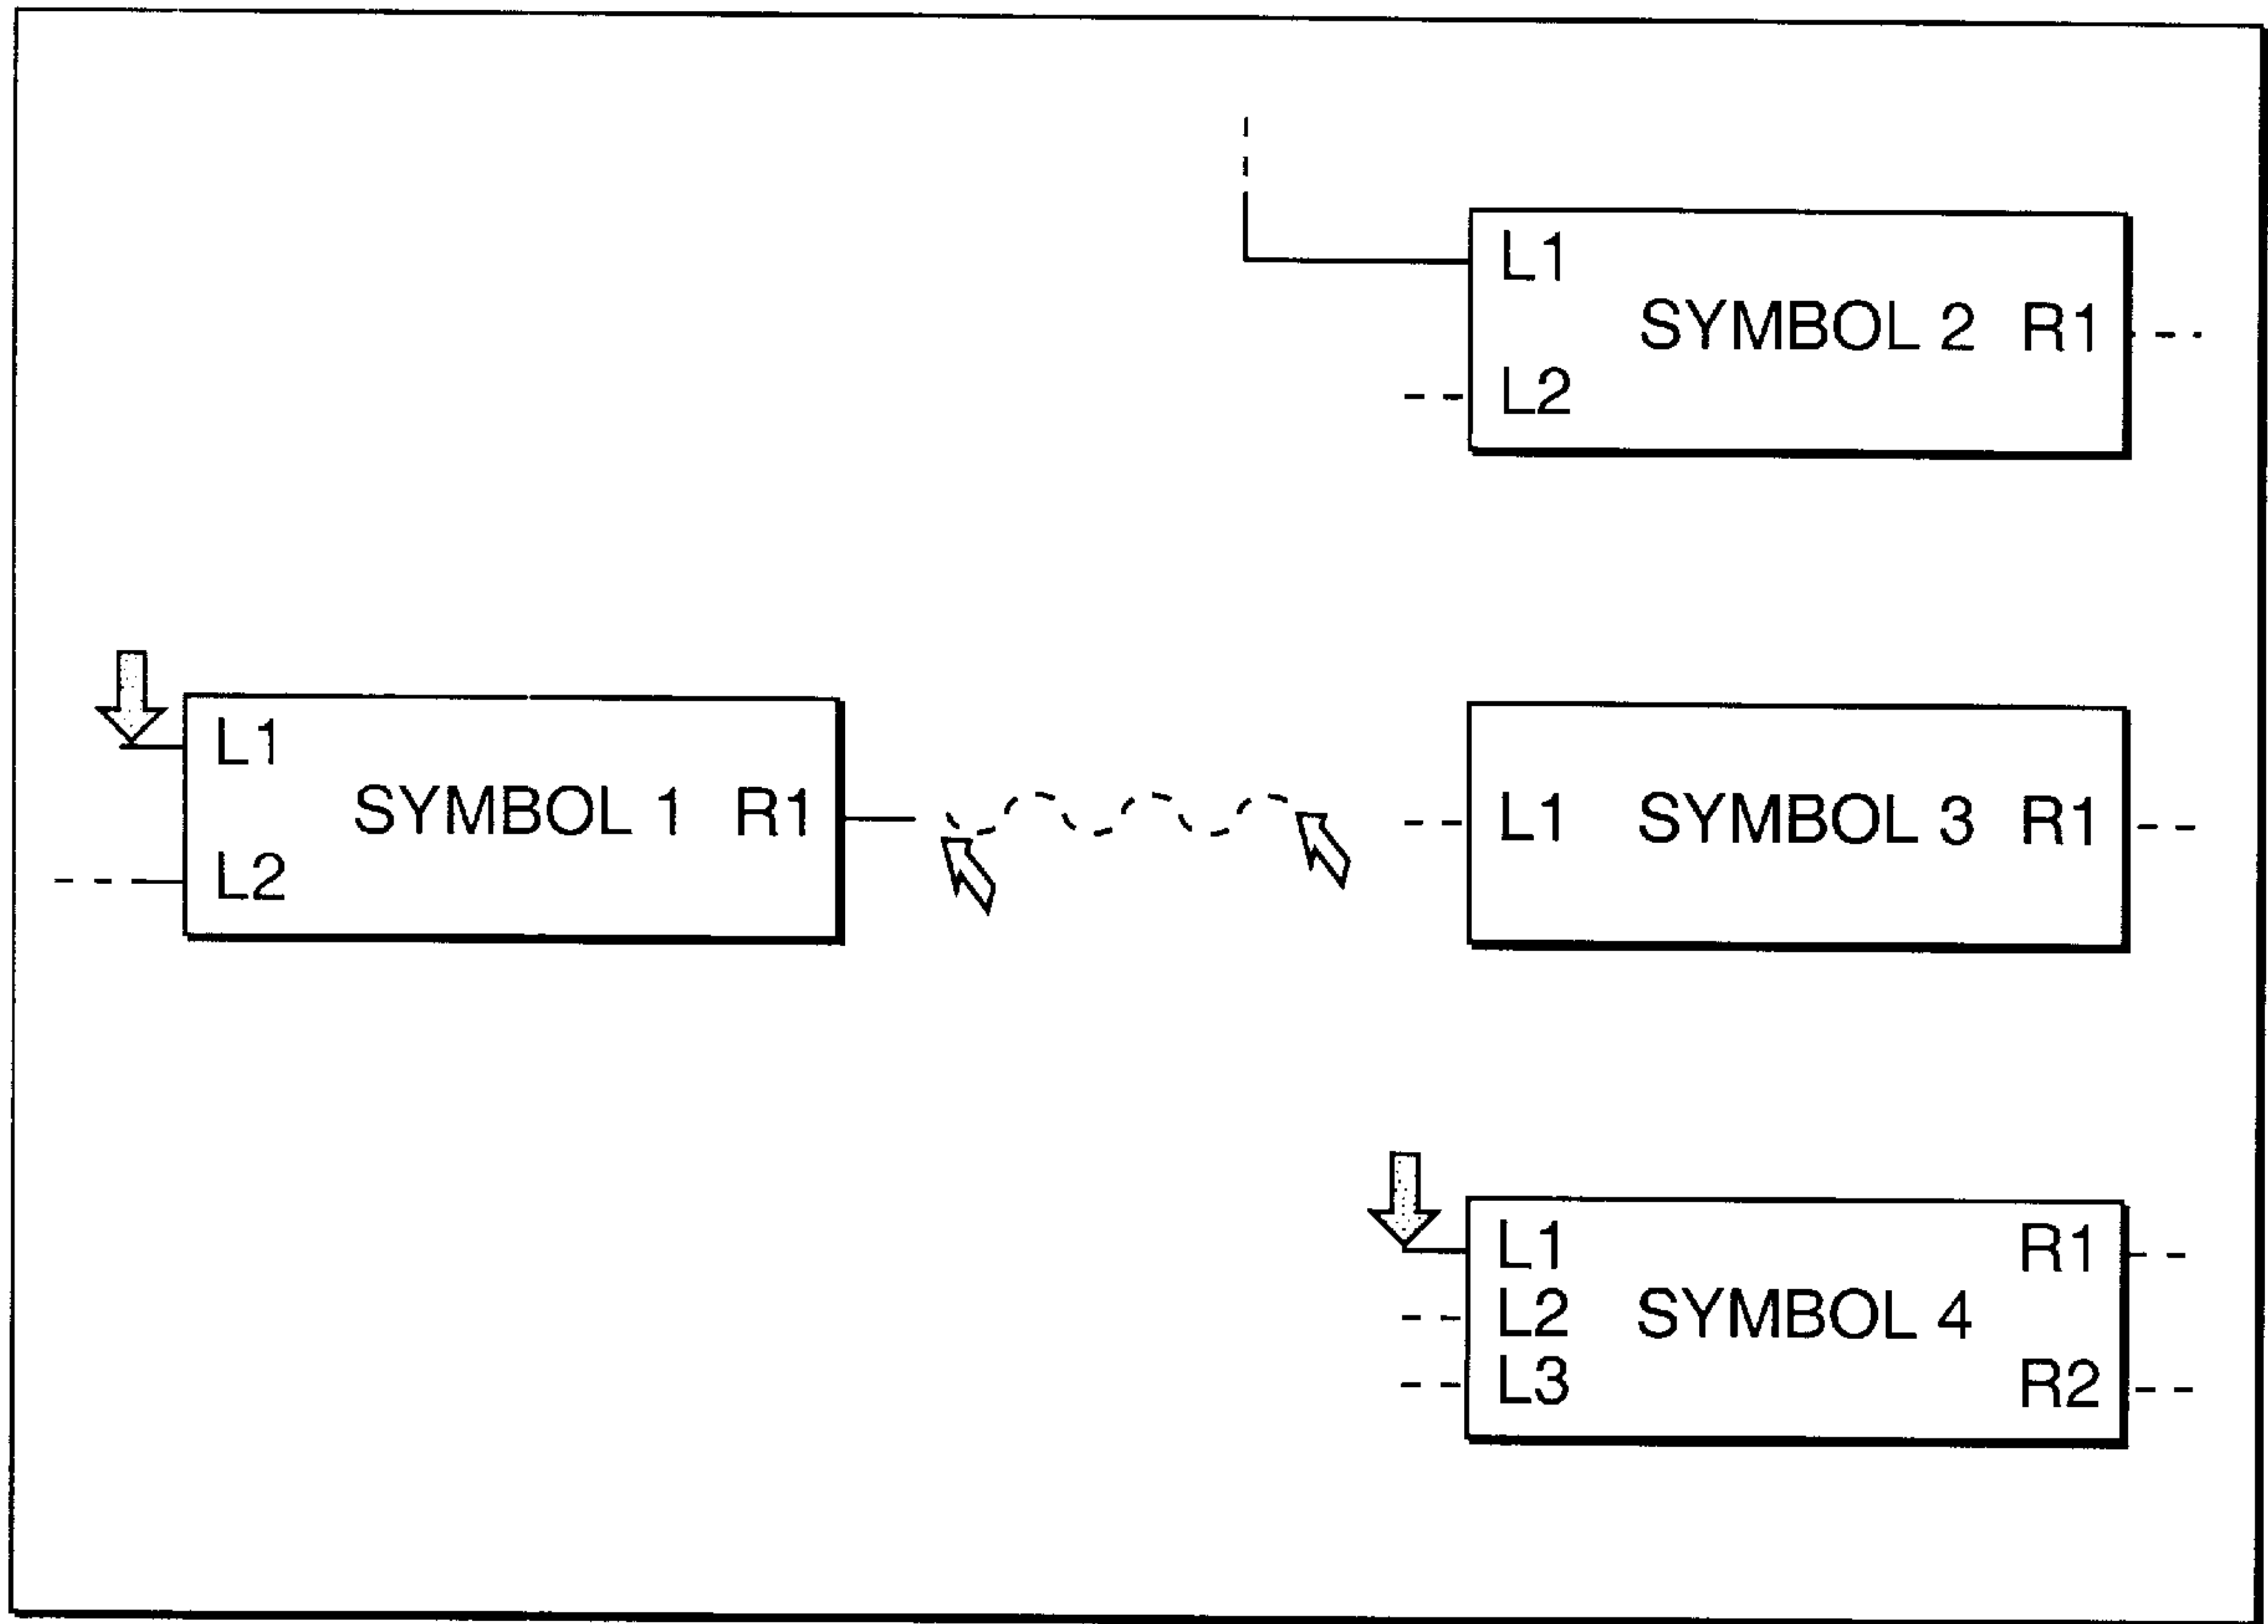 L1
SYMBOL 2 R1
L2
L1
SYMBOL 1 R1
L2
L1 SYMBOL 3 R1
L1 R1
L2 SYMBOL 4
L3 R2